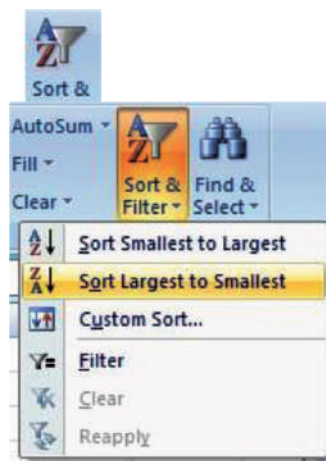 Sort &
AutoSum
Fill
Clear
Sort &
Filter
Find &
Select
Sort Smallest to Largest
Sort Largest to Smallest
Custom Sort...
Filter
Clear
Reapply